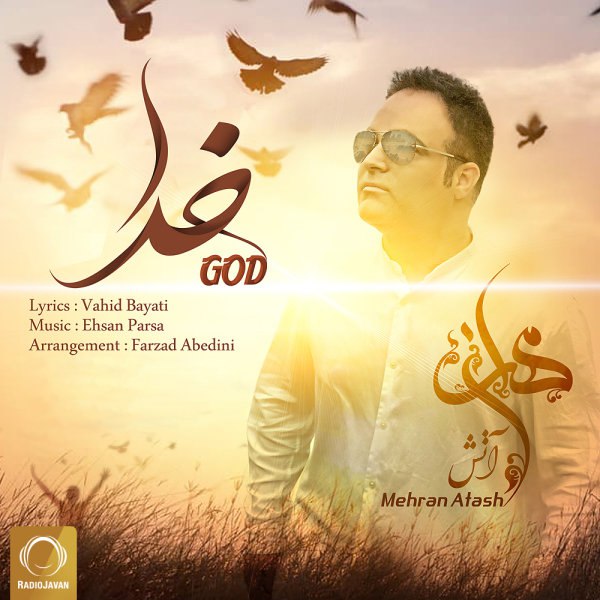 خدا
GOD
Lyrics : Vahid Bayati
Music : Ehsan Parsa
Arrangement : Farzad Abedini
مهران
آتش
Mehran Atash
RADIOJAVAN